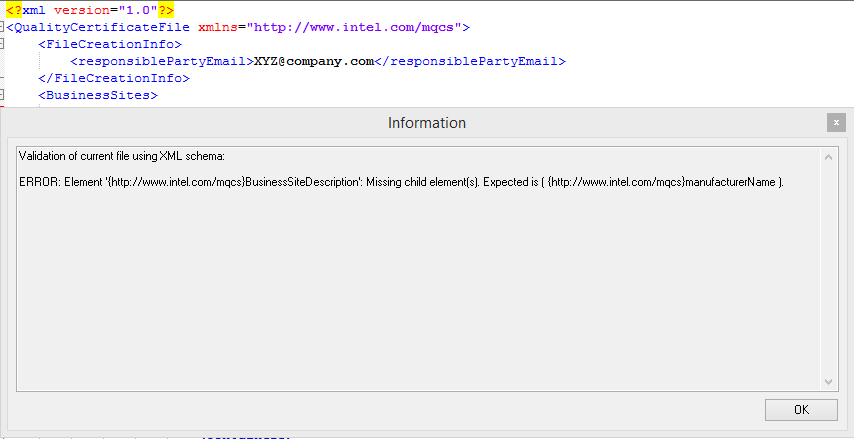 <?xml version="1.0"?>
<QualityCertificateFile xmlns="http://www.intel.com/mqcs">
<FileCreationInfo>
<responsiblePartyEmail>XYZ@company.com</responsiblePartyEmail>
</FileCreationInfo>
<BusinessSites>
Information
x
Validation of current file using XML schema:
ERROR: Element '{http://www.intel.com/mqcs}BusinessSiteDescription': Missing child element(s). Expected is ( {http://www.intel.com/mqcs}manufacturerName ).
OK